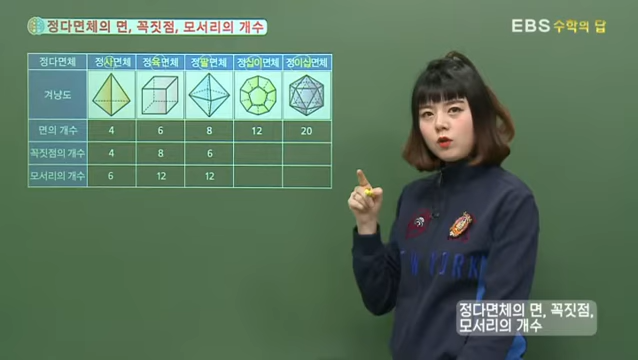 정다면체의 면, 꼭짓점, 모서리의 개수
EBS 수학의 답
정다면체 정사면체 정육면체 정팔면체 정십이면체 정이십면체
겨냥도
면의 개수 4 6 8 12 20
꼭짓점의 개수 4 8 6
모서리의 개수 6 12 12
NEW YORK
정다면체의 면, 꼭짓점,
모서리의 개수